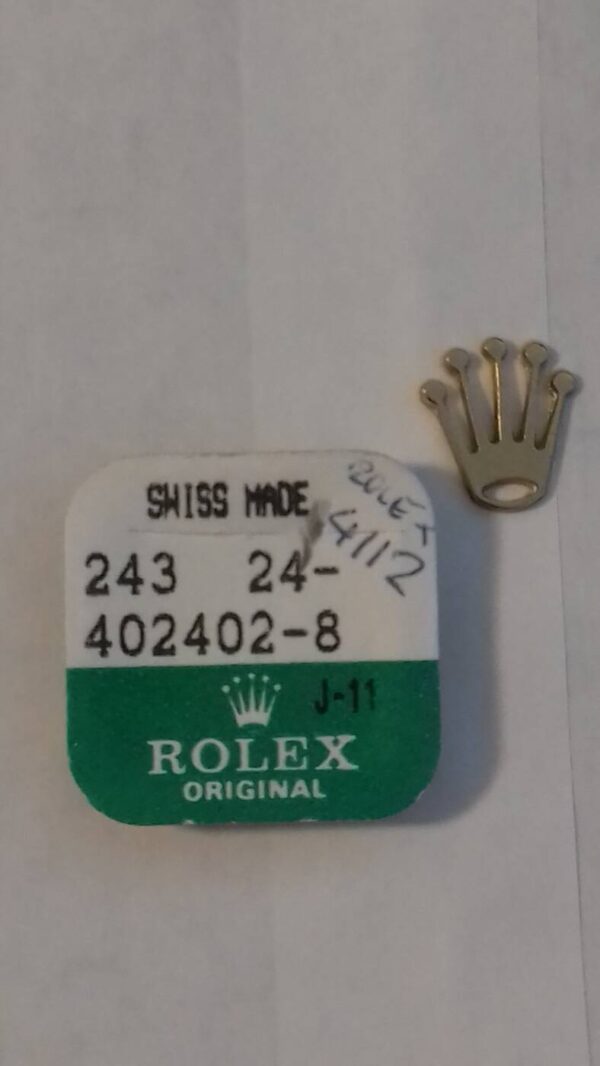 SWISS MADE
ROLEX
4112
243 24-
402402-8
J-11
ROLEX
ORIGINAL